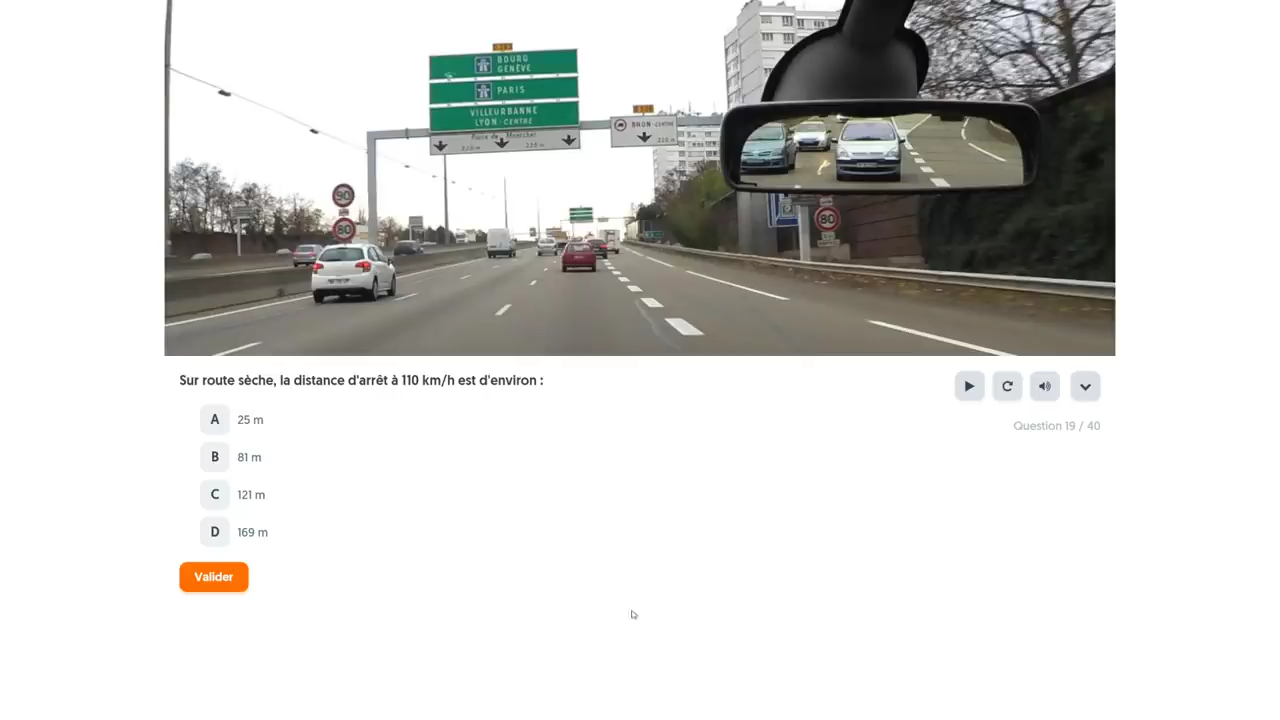 BOURG
GENÈVE
PARIS
VILLEURBANNE
LYON-CENTRE
BRON-CENTRE
90
80
80
Sur route sèche, la distance d'arrêt à 110 km/h est d'environ :
A 25 m
B 81 m
C 121 m
D 169 m
Question 19 / 40
Valider